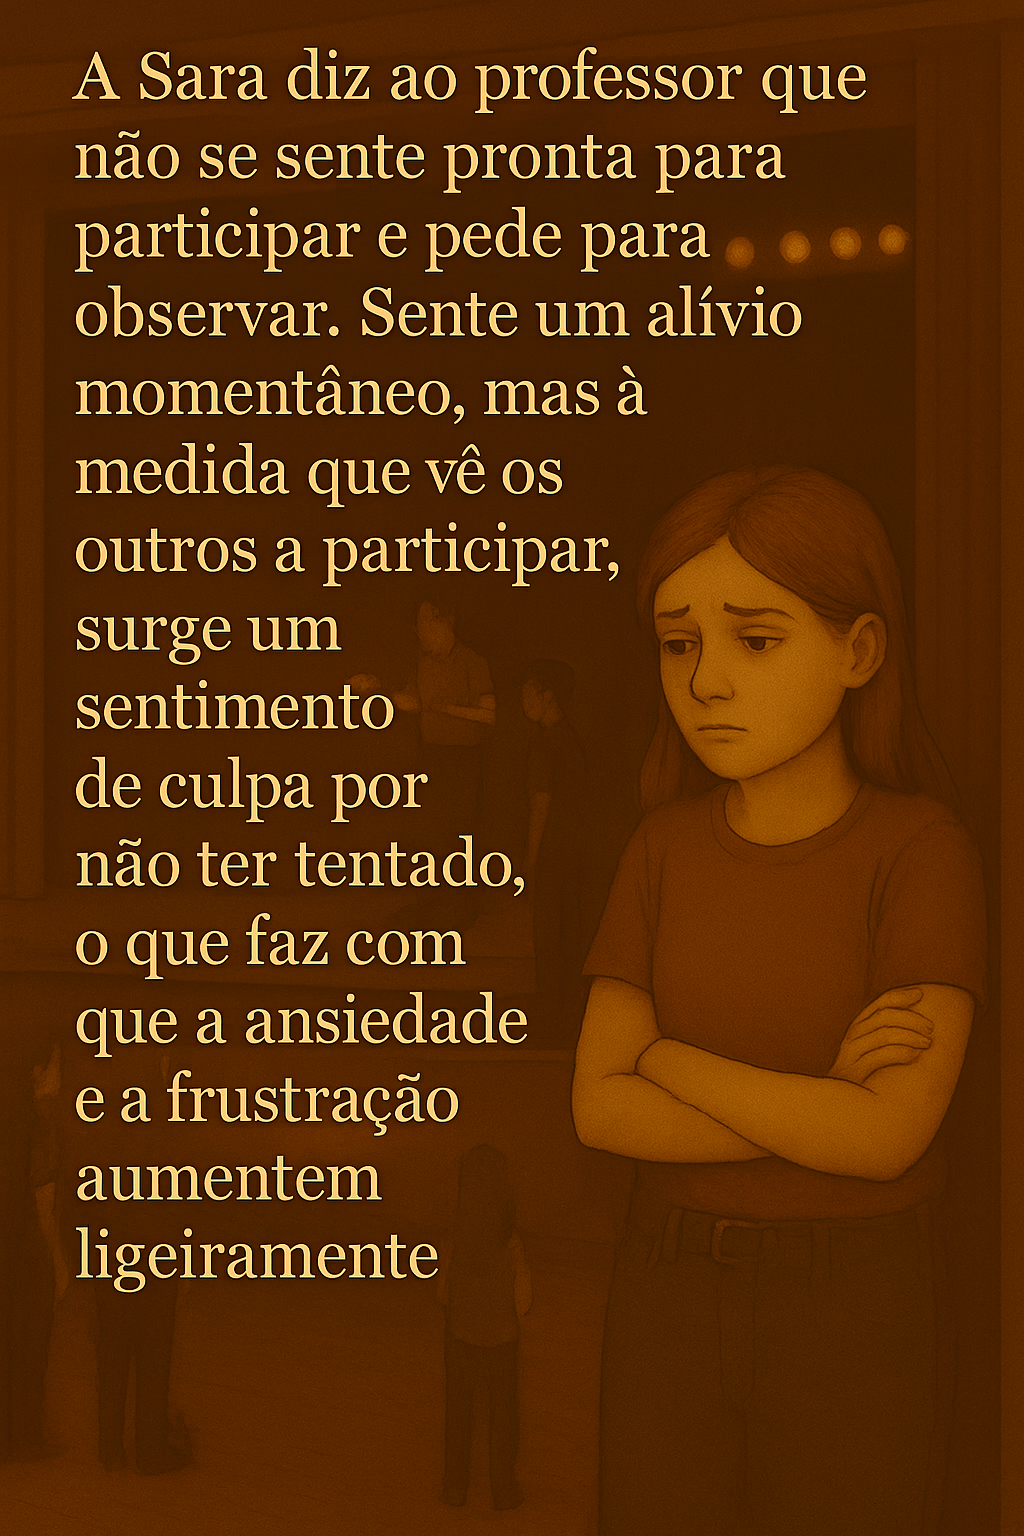 A Sara diz ao professor que
não se sente pronta para
participar e pede para
observar. Sente um alívio
momentâneo, mas à
medida que vê os
outros a participar,
surge um
sentimento
de culpa por
não ter tentado,
o que faz com
que a ansiedade
e a frustração
aumentem
ligeiramente